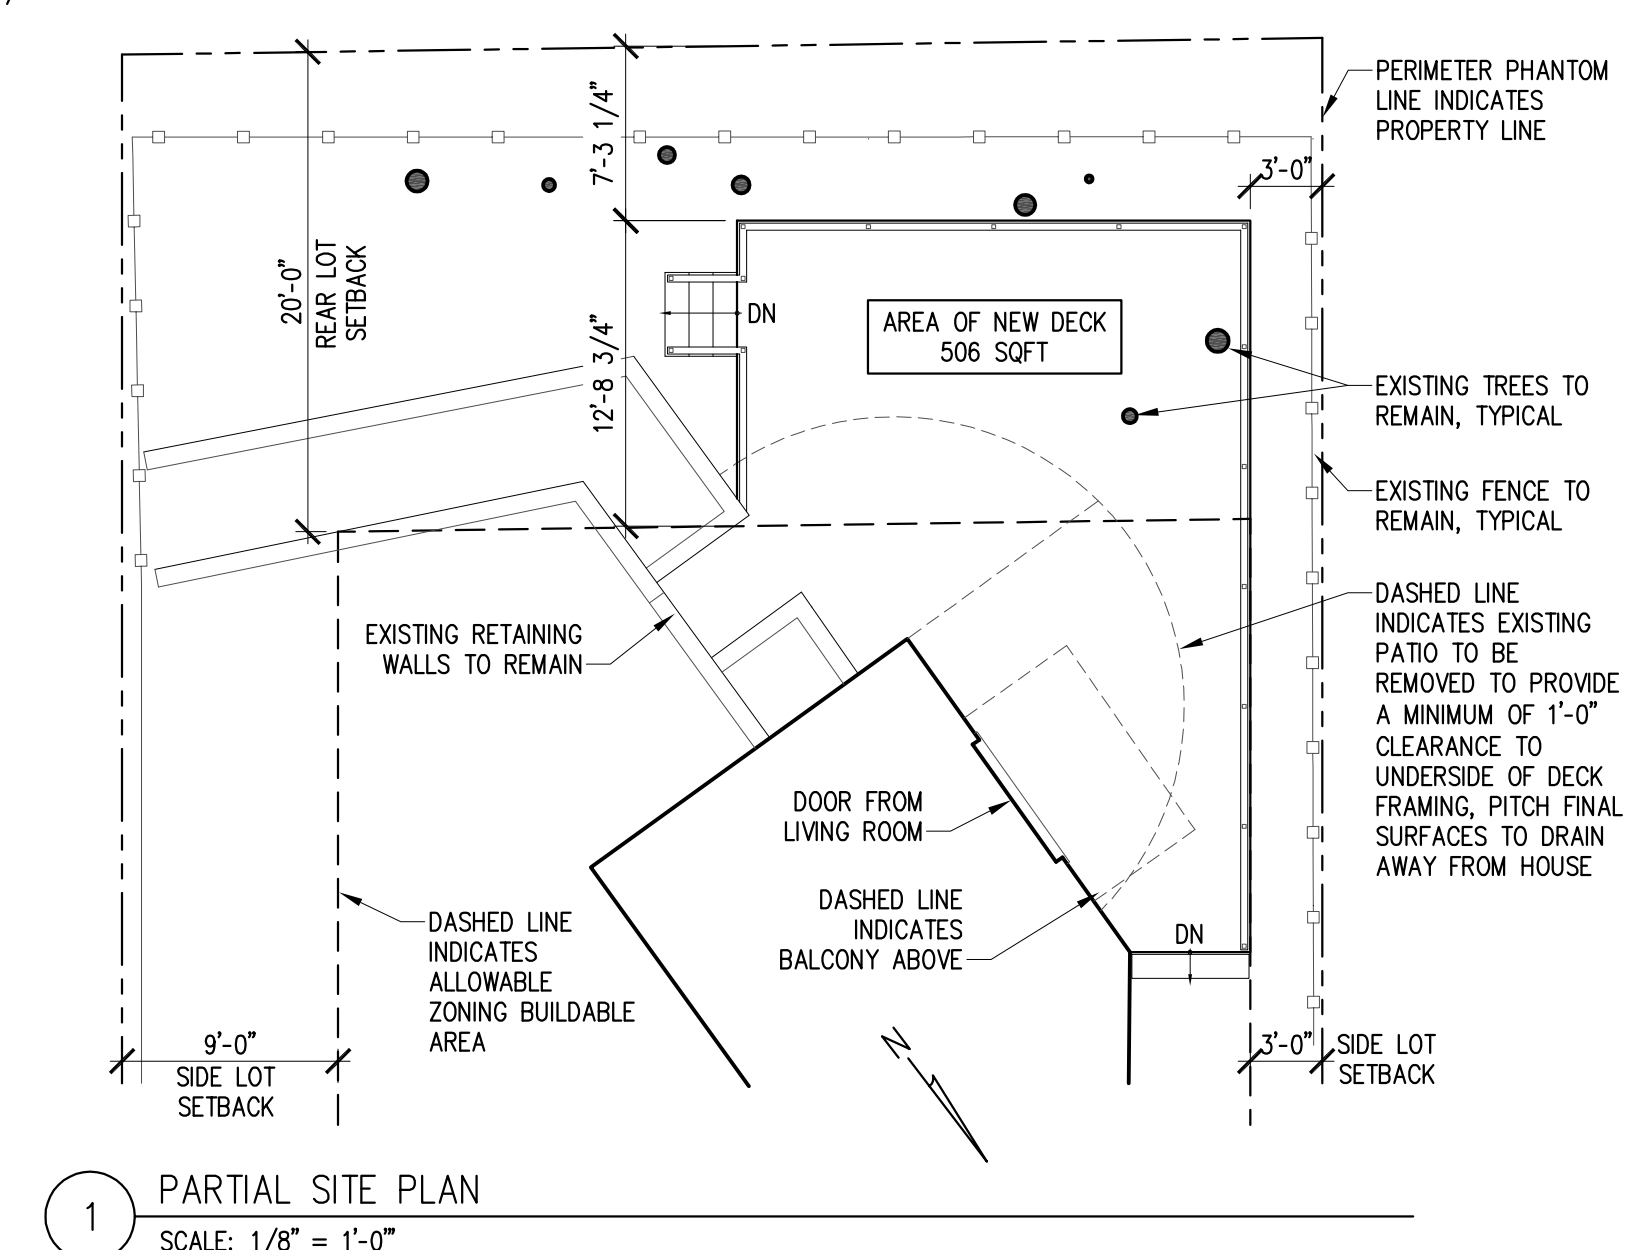 PERIMETER PHANTOM
LINE INDICATES
PROPERTY LINE
7'-3 1/4"
3'-0"
20'-0"
REAR LOT
SETBACK
DN
AREA OF NEW DECK
506 SQFT
12'-8 3/4"
EXISTING TREES TO
REMAIN, TYPICAL
EXISTING FENCE TO
REMAIN, TYPICAL
EXISTING RETAINING
WALLS TO REMAIN
DASHED LINE
INDICATES EXISTING
PATIO TO BE
REMOVED TO PROVIDE
A MINIMUM OF 1'-0"
CLEARANCE TO
UNDERSIDE OF DECK
FRAMING, PITCH FINAL
SURFACES TO DRAIN
AWAY FROM HOUSE
DOOR FROM
LIVING ROOM
DASHED LINE
INDICATES
BALCONY ABOVE
DN
DASHED LINE
INDICATES
ALLOWABLE
ZONING BUILDABLE
AREA
9'-0"
SIDE LOT
SETBACK
N
3'-0"
SIDE LOT
SETBACK
1
PARTIAL SITE PLAN
SCALE: 1/8" = 1'-0'"